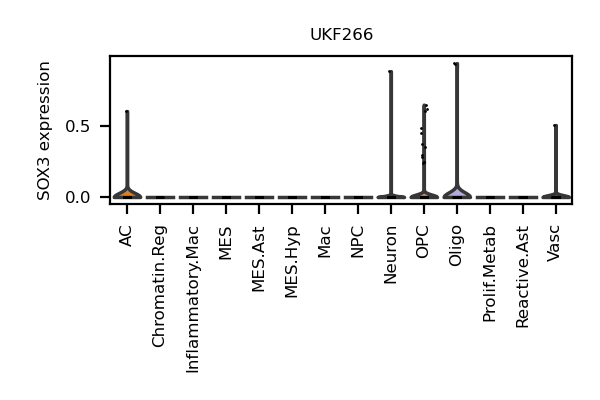 UKF266
SOX3 expression
0.5
0.0
AC
Chromatin.Reg
Inflammatory.Mac
MES
MES.Ast
MES.Hyp
Mac
NPC
Neuron
OPC
Oligo
Prolif.Metab
Reactive.Ast
Vasc